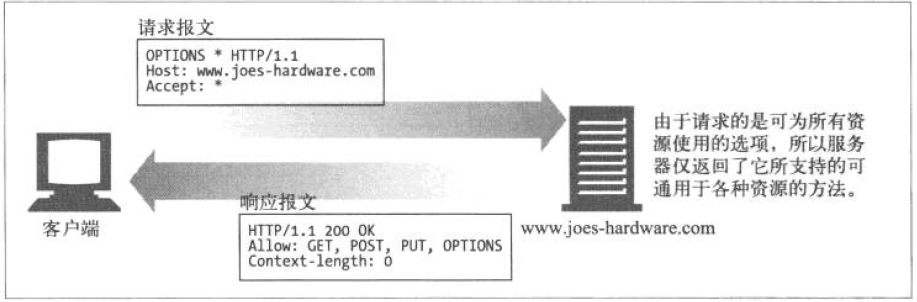 请求报文
OPTIONS * HTTP/1.1
Host: www.joes-hardware.com
Accept: *
由于请求的是可为所有资
源使用的选项，所以服务
器仅返回了它所支持的可
通用于各种资源的方法。
客户端
响应报文
HTTP/1.1 200 OK
Allow: GET, POST, PUT, OPTIONS
Context-length: 0
www.joes-hardware.com